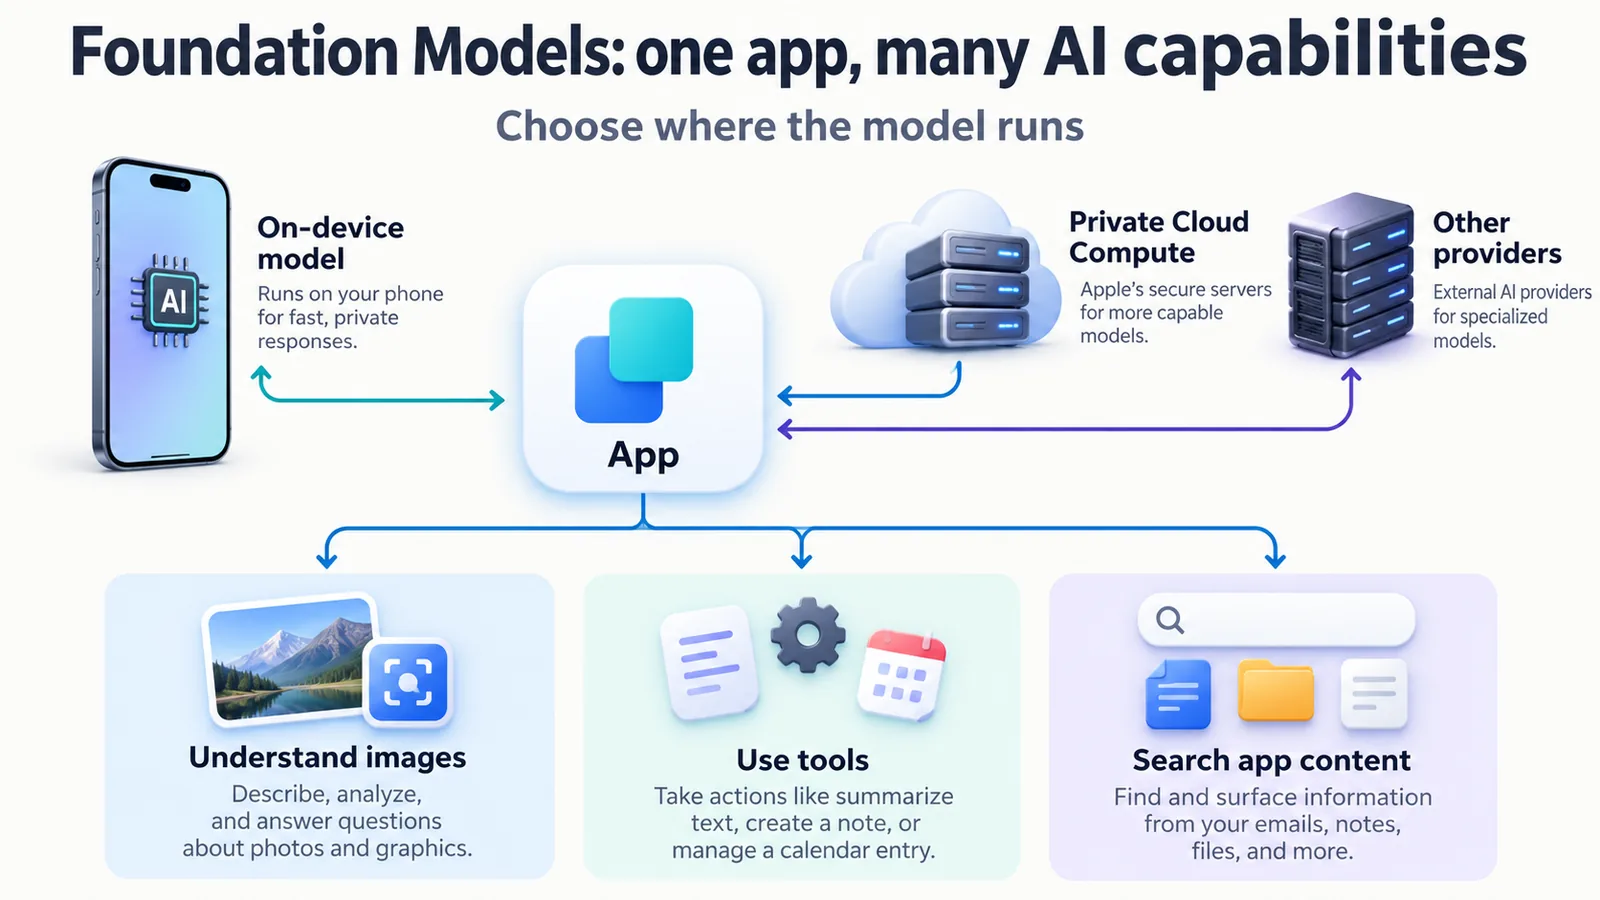 Foundation Models: one app, many AI capabilities
Choose where the model runs
AI
On-device
model
Runs on your phone
for fast, private
responses.
App
Private Cloud
Compute
Apple's secure servers
for more capable
models.
Other
providers
External AI providers
for specialized
models.
Understand images
Describe, analyze,
and answer questions
about photos and graphics.
Use tools
Take actions like summarize
text, create a note, or
manage a calendar entry.
Search app content
Find and surface information
from your emails, notes,
files, and more.